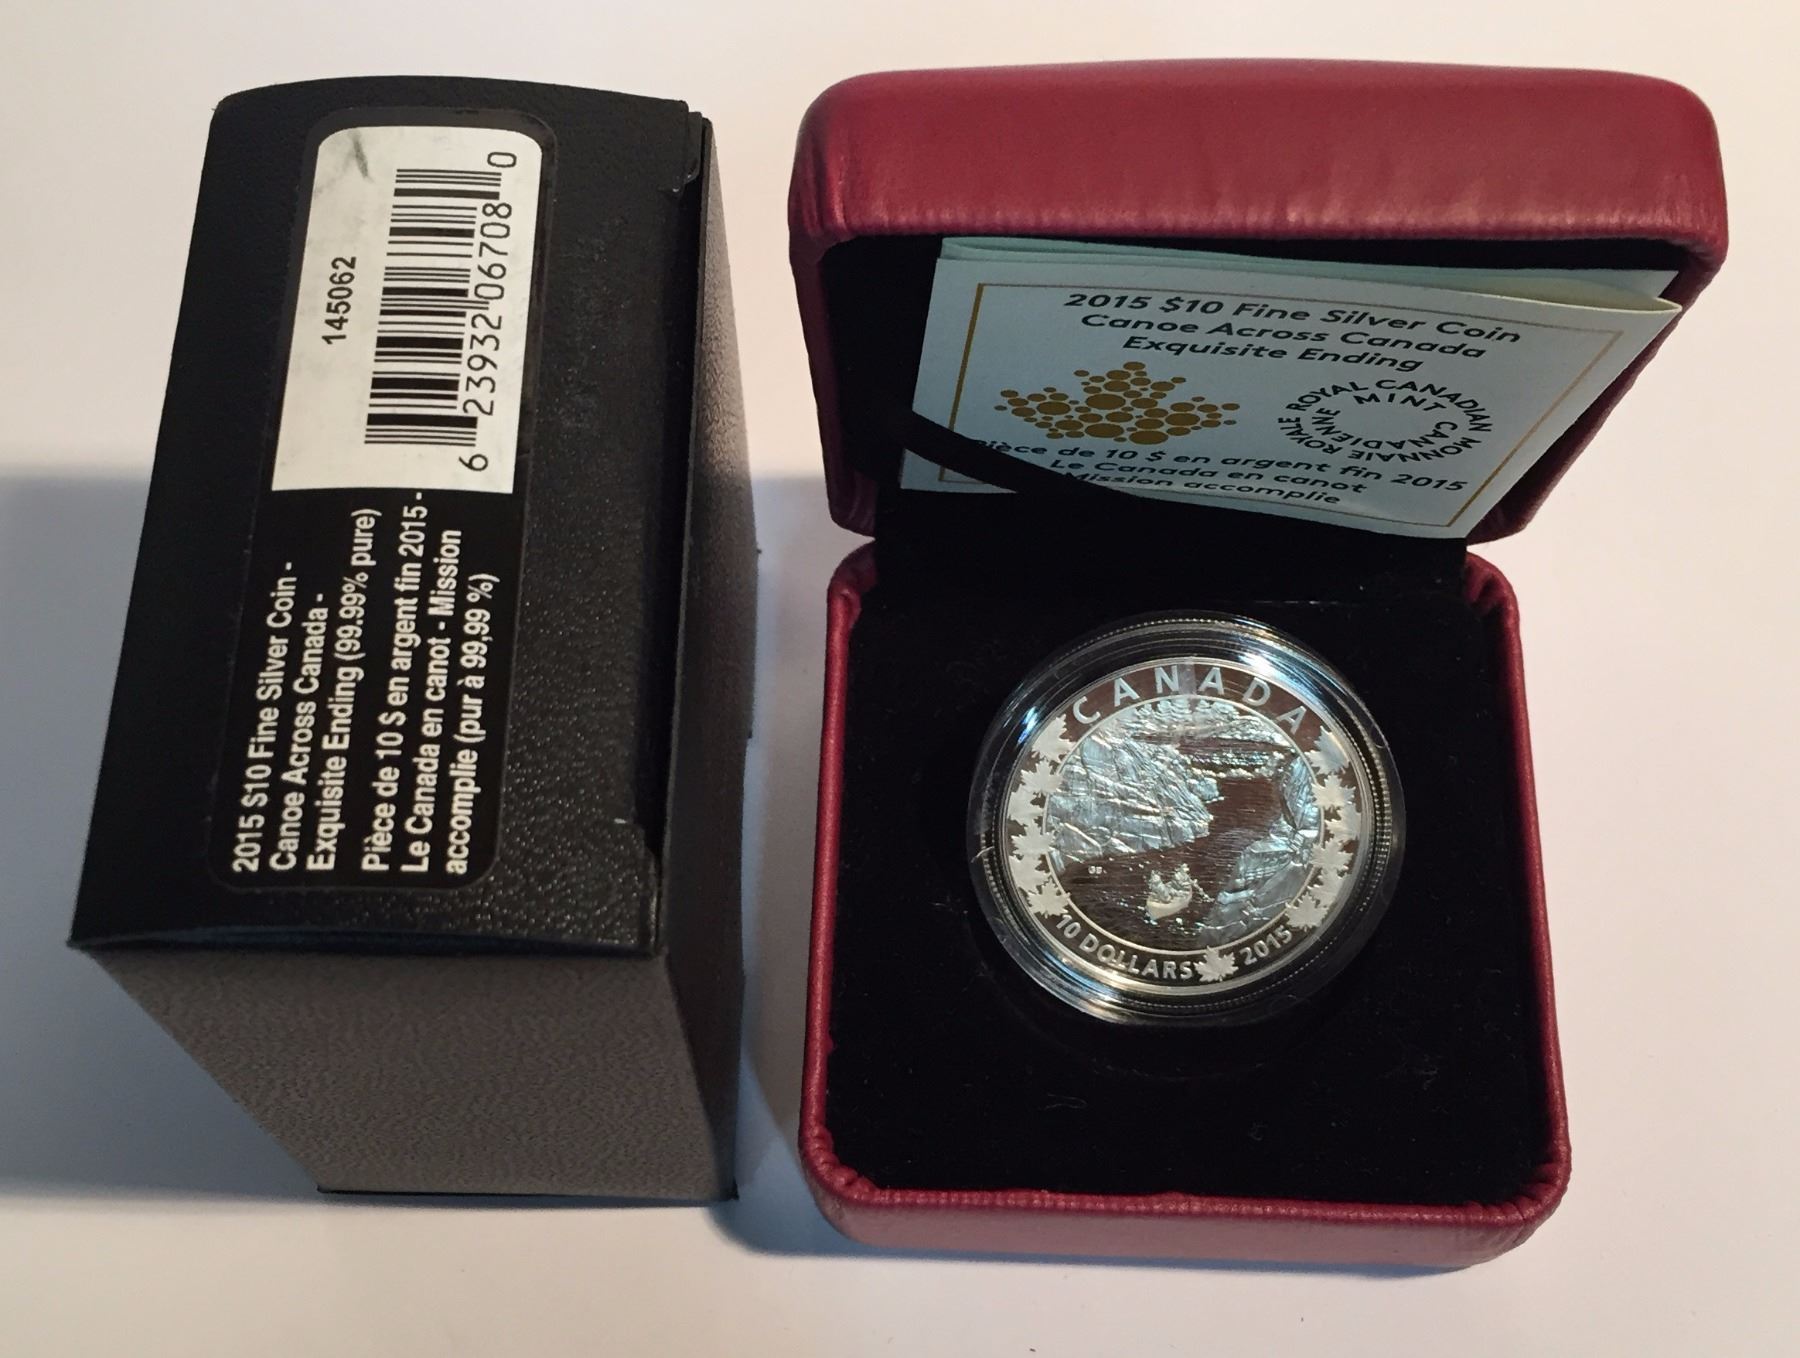 145062
6 23932 06708 0
2015 $10 Fine Silver Coin -
Canoe Across Canada -
Exquisite Ending (99.99% pure)
Pièce de 10 $ en argent fin 2015 -
Le Canada en canot - Mission
accomplie (pur à 99,99 %)
2015 $10 Fine Silver Coin
Canoe Across Canada
Exquisite Ending
ROYAL CANADIAN MINT
MONNAIE ROYALE CANADIENNE
Pièce de 10 $ en argent fin 2015
Le Canada en canot
Mission accomplie
CANADA
10 DOLLARS
2015